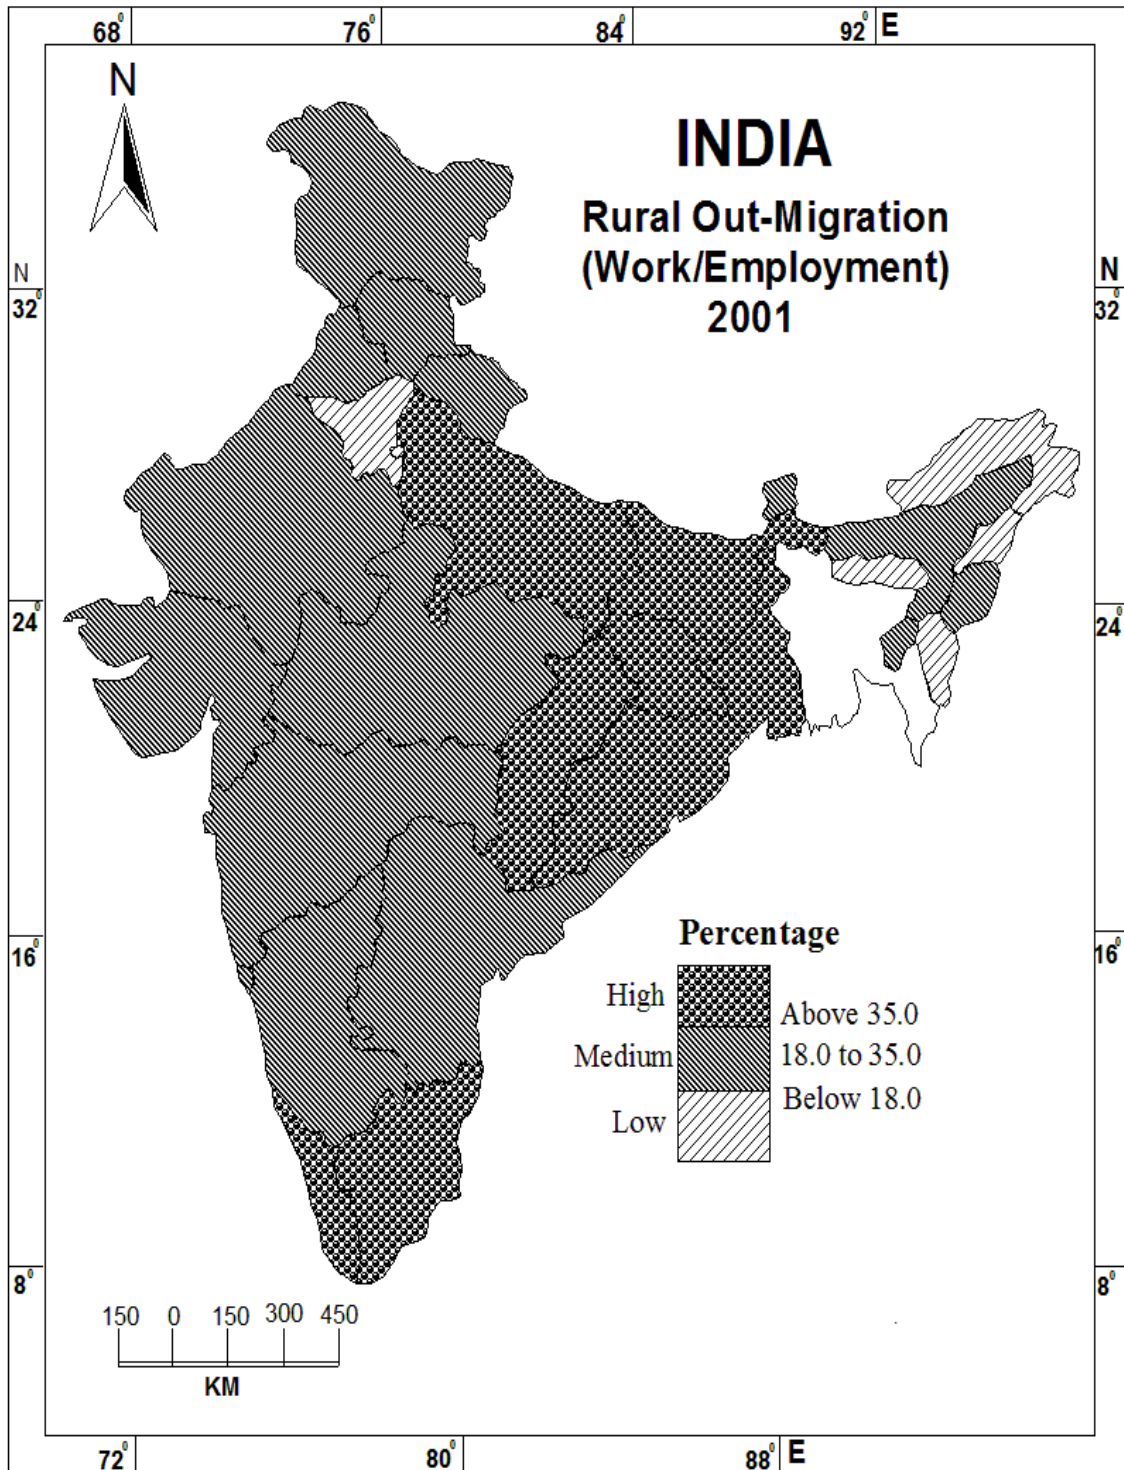 68° 76° 84° 92° E
N
INDIA
Rural Out-Migration
(Work/Employment)
2001
N N
32° 32°
24° 24°
Percentage
16° 16°
High
Above 35.0
Medium 18.0 to 35.0
Below 18.0
Low
8° 8°
150 0 150 300 450
KM
72° 80° 88° E